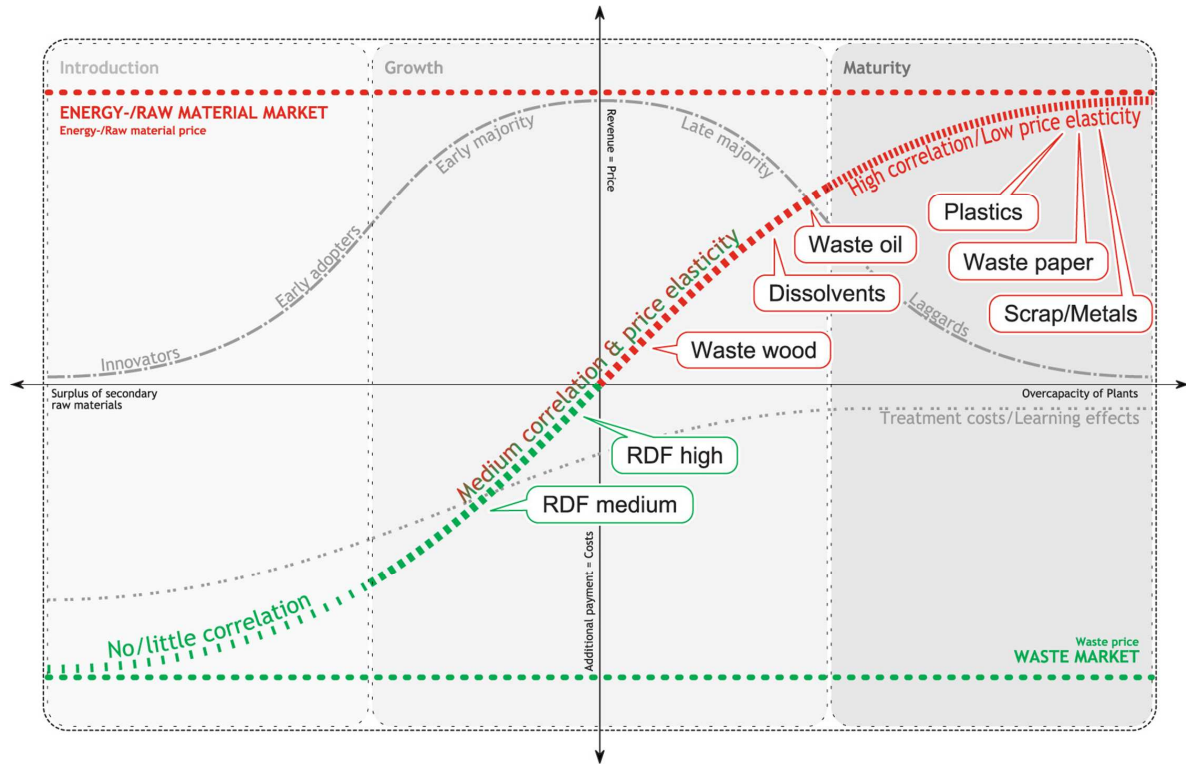 Introduction
Growth
Maturity
ENERGY-/RAW MATERIAL MARKET
Energy-/Raw material price
Early majority
Revenue = Price
Late majority
High correlation/Low price elasticity
Plastics
Waste paper
Scrap/Metals
Waste oil
Dissolvents
Waste wood
Early adopters
Medium correlation & price elasticity
Laggards
Innovators
Surplus of secondary
raw materials
Overcapacity of Plants
Treatment costs/Learning effects
RDF high
RDF medium
Additional payment = Costs
No/little correlation
Waste price
WASTE MARKET